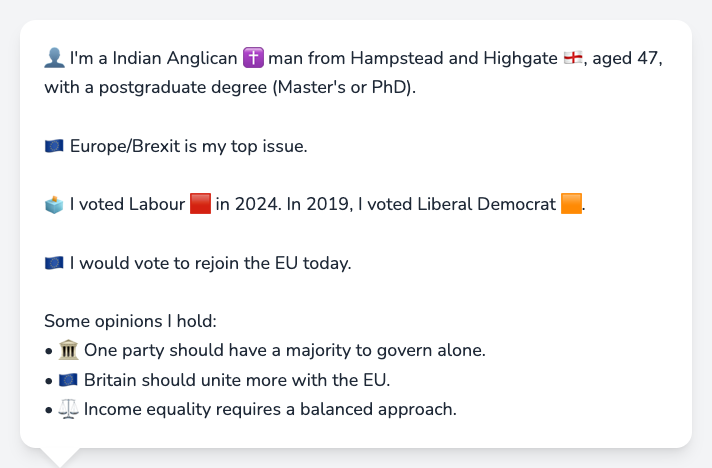 👤 I'm a Indian Anglican ✝️ man from Hampstead and Highgate 🏴󠁧󠁢󠁥󠁮󠁧󠁿, aged 47,
with a postgraduate degree (Master's or PhD).
🇪🇺 Europe/Brexit is my top issue.
🗳️ I voted Labour 🟥 in 2024. In 2019, I voted Liberal Democrat 🟧.
🇪🇺 I would vote to rejoin the EU today.
Some opinions I hold:
• 🏛️ One party should have a majority to govern alone.
• 🇪🇺 Britain should unite more with the EU.
• ⚖️ Income equality requires a balanced approach.